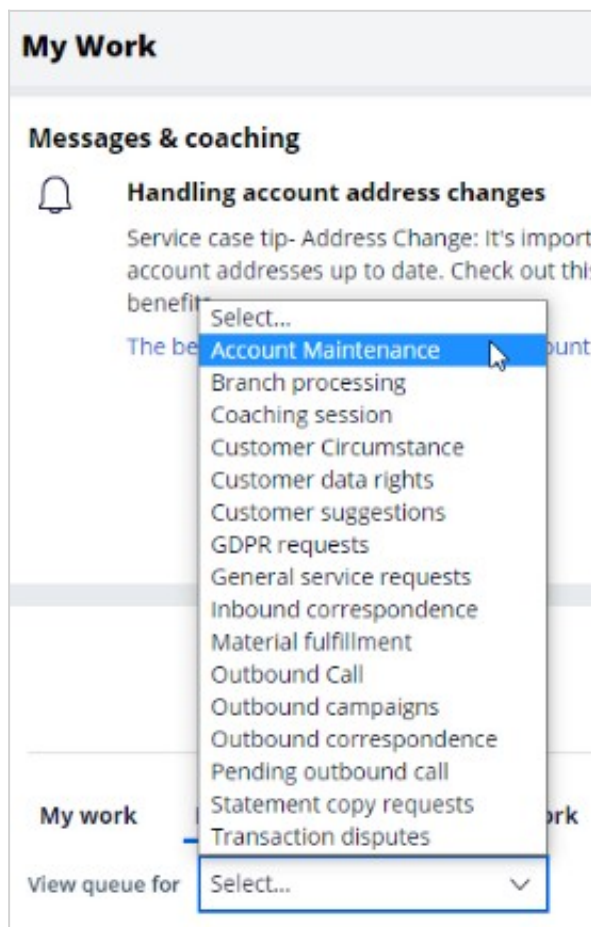 My Work
Messages & coaching
Handling account address changes
Service case tip- Address Change: It's import
account addresses up to date. Check out this
benefits
The be
ount
Select...
Account Maintenance
Branch processing
Coaching session
Customer Circumstance
Customer data rights
Customer suggestions
GDPR requests
General service requests
Inbound correspondence
Material fulfillment
Outbound Call
Outbound campaigns
Outbound correspondence
Pending outbound call
Statement copy requests
Transaction disputes
My work
rk
View queue for
Select...